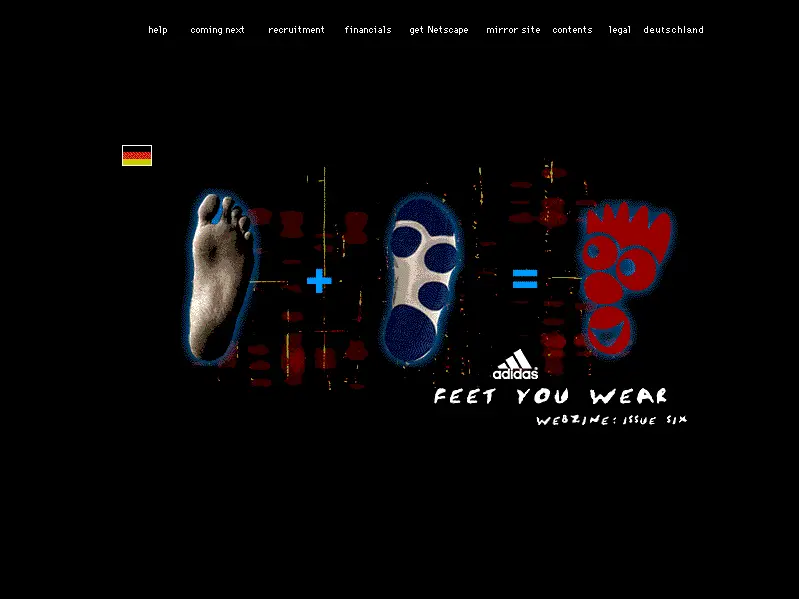 help coming next recruitment financials get Netscape mirror site contents legal deutschland
+ =
adidas
FEET YOU WEAR
WEBZINE: ISSUE SIX